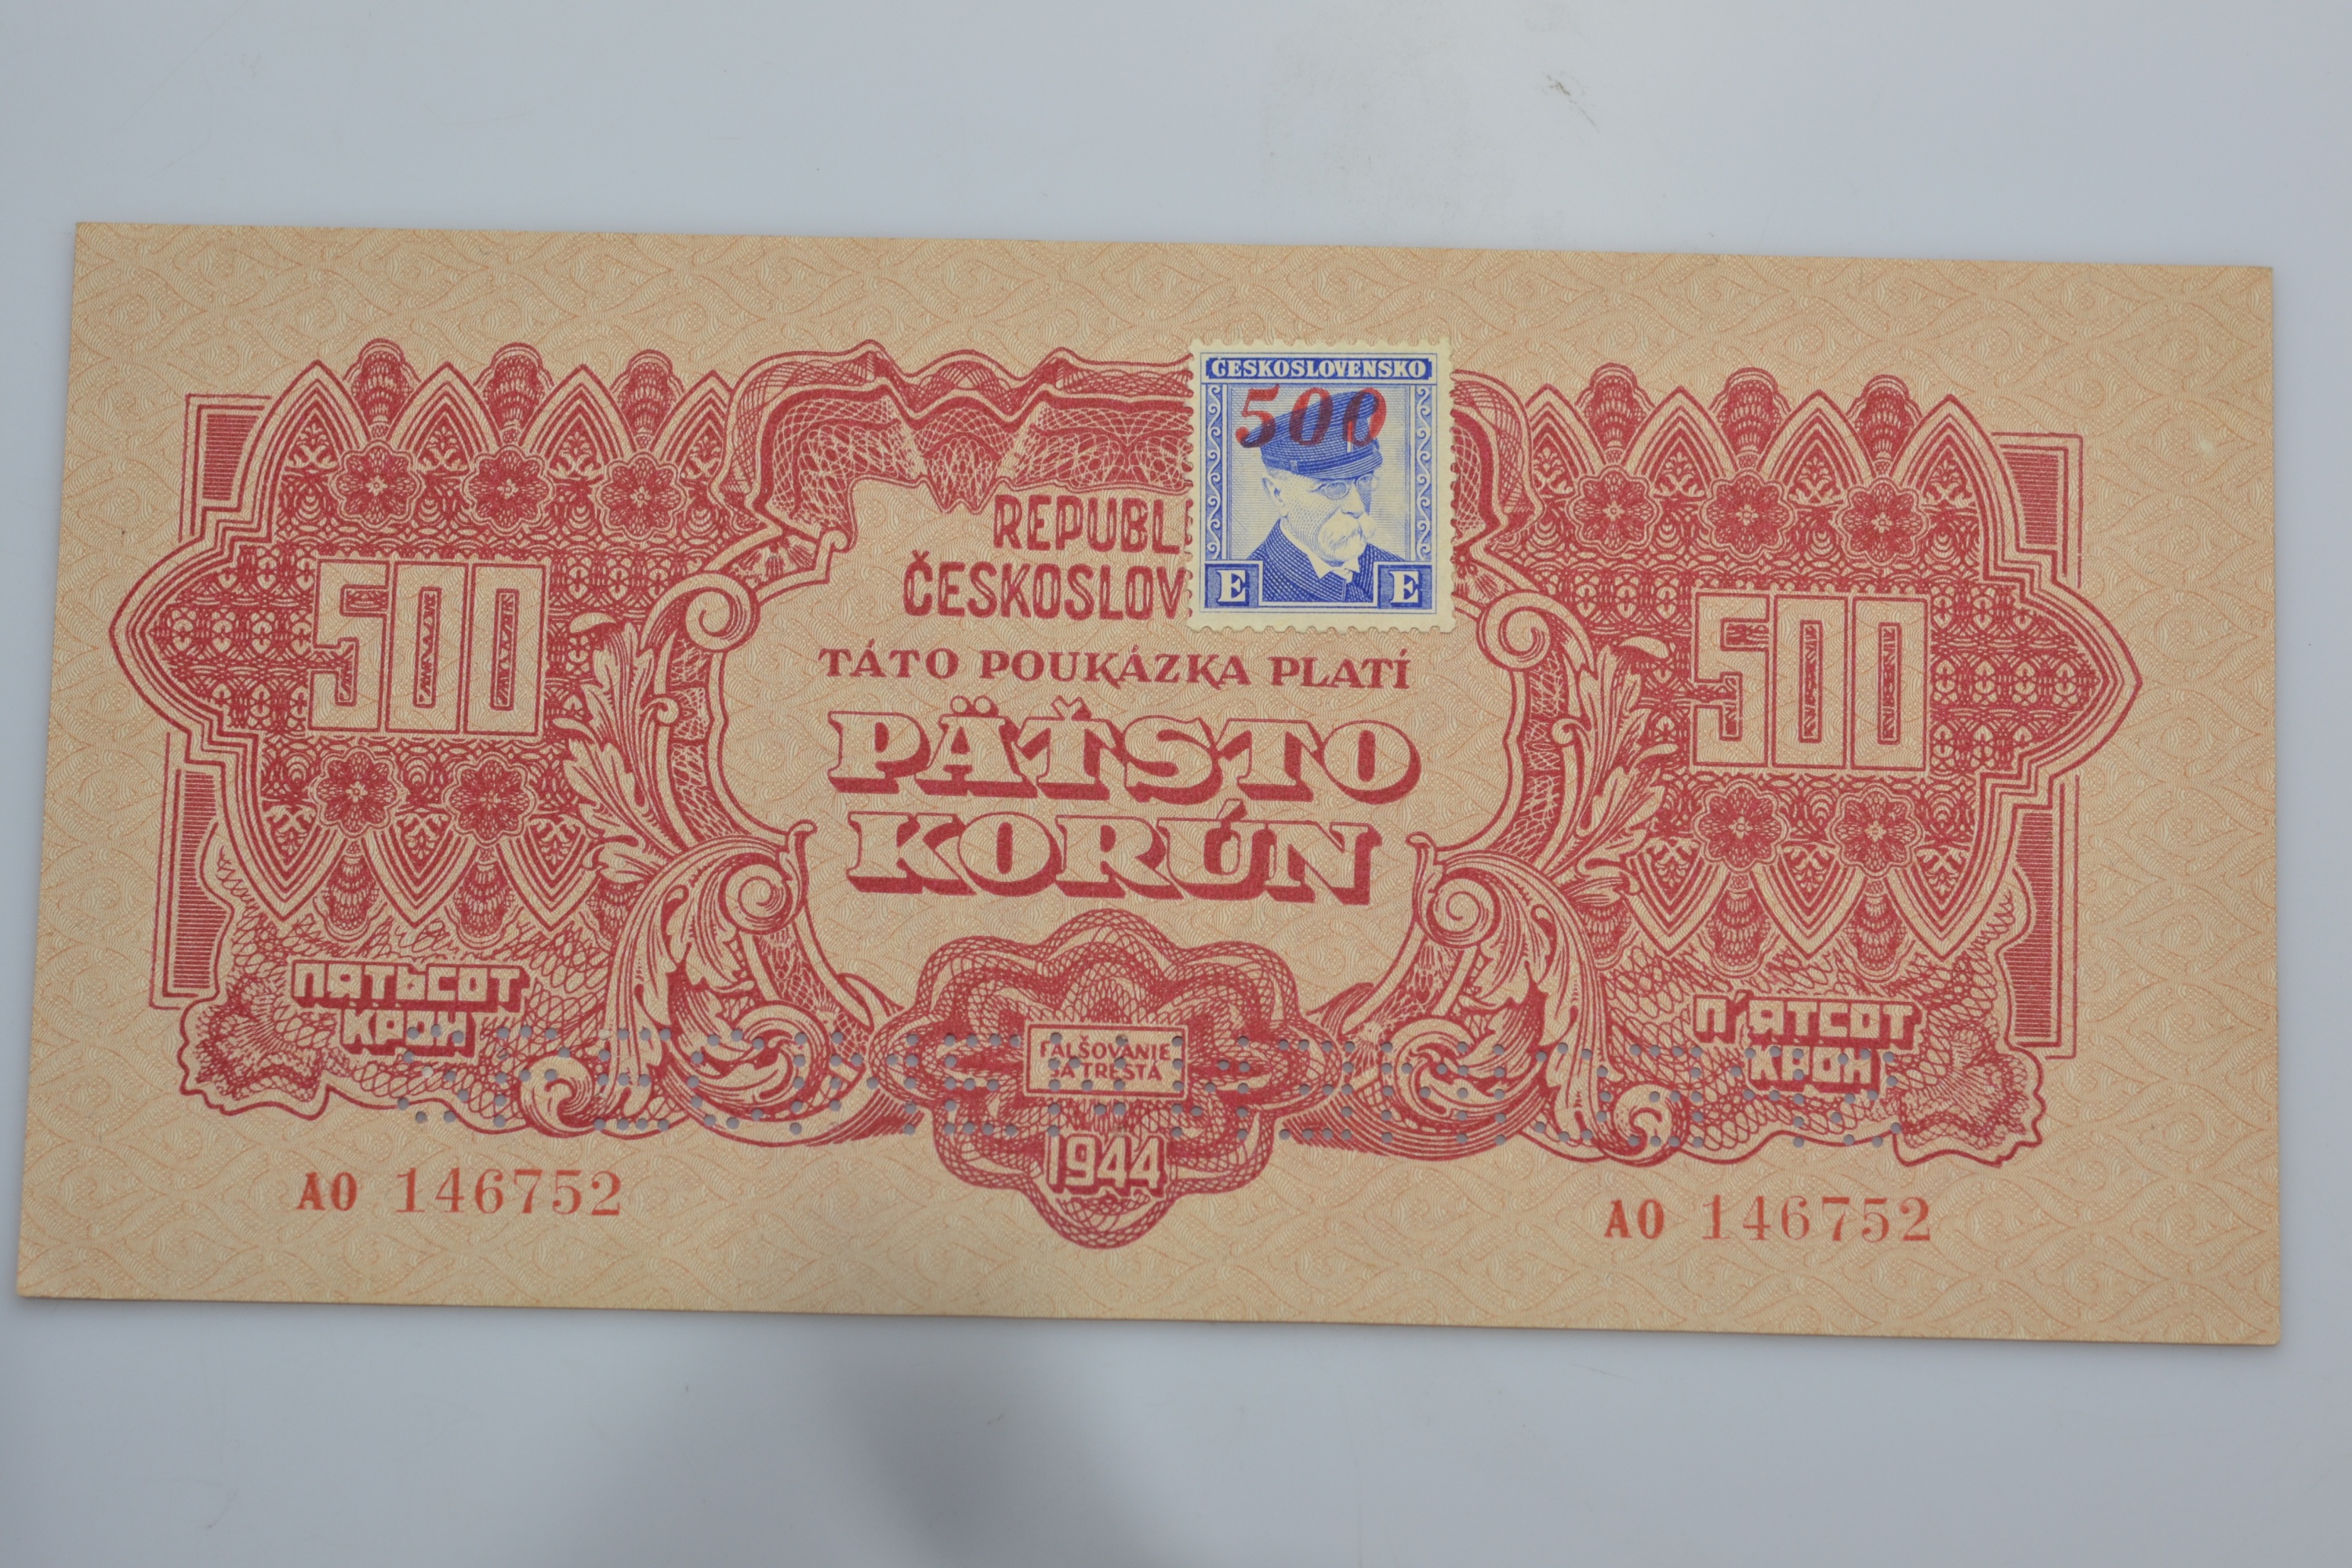 ČESKOSLOVENSKO
500
E E
REPUBL
ČESKOSLOV
TÁTO POUKÁZKA PLATÍ
PÄŤSTO
KORÚN
500
500
ПЯТЬСОТ
КРОН
П'ЯТСОТ
КРОН
FALŠOVANIE
SA TRESTÁ
1944
AO 146752
AO 146752